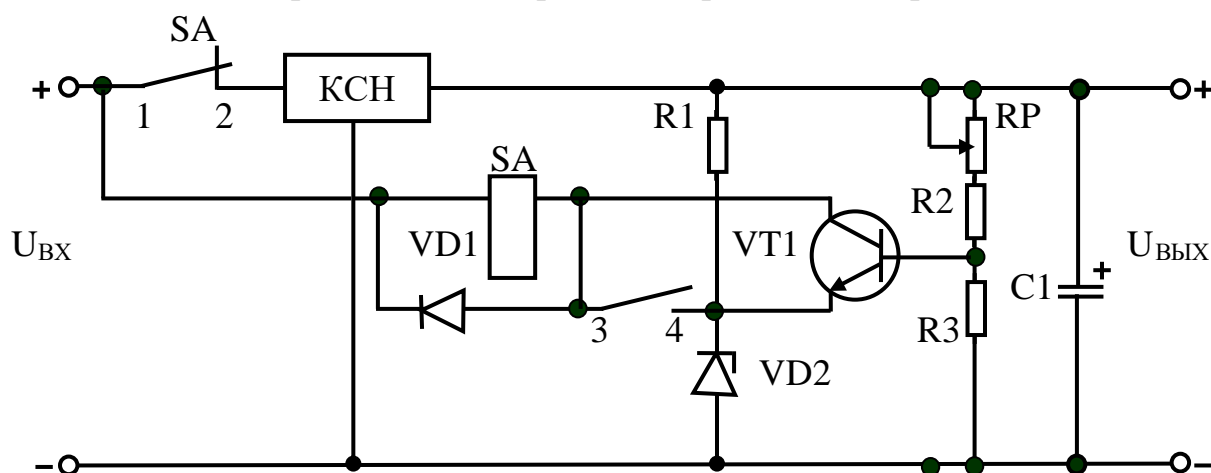 SA
+ 1 2 КСН R1 RP +
SA
R2
UВХ VD1 VT1 UВЫХ
C1 +
3 4 R3
VD2
– –